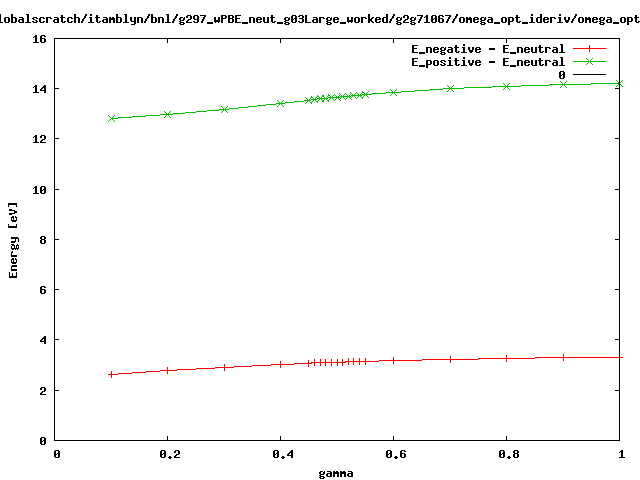 lobalscratch/itamblyn/bnl/g297_wPBE_neut_g03Large_worked/g2g71067/omega_opt_ideriv/omega_opt
E_negative - E_neutral
E_positive - E_neutral
0
16
14
12
10
8
6
4
2
0
Energy [eV]
0 0.2 0.4 0.6 0.8 1
gamma